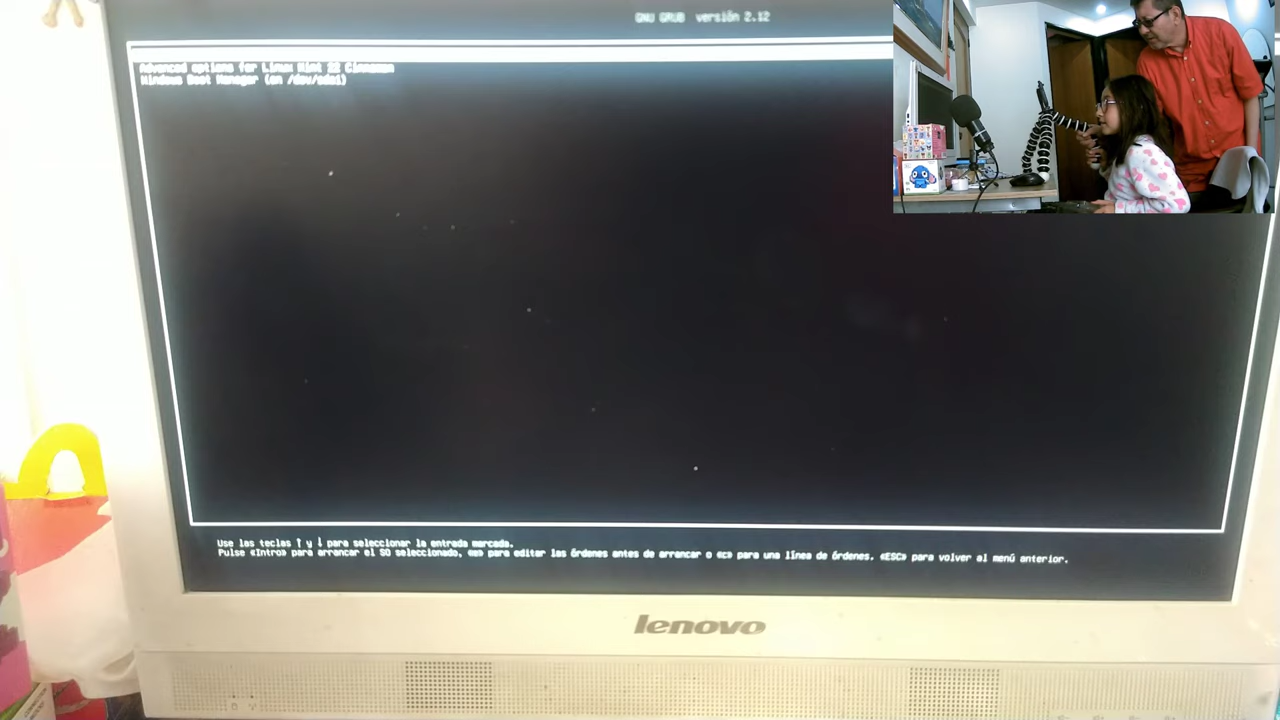 GNU GRUB versión 2.12
Advanced options for Linux Mint 22 Cinnamon
Windows Boot Manager (on /dev/sda1)
Use las teclas ↑ y ↓ para seleccionar la entrada marcada.
Pulse «Intro» para arrancar el SO seleccionado, «e» para editar las órdenes antes de arrancar o «c» para una línea de órdenes. «ESC» para volver al menú anterior.
lenovo